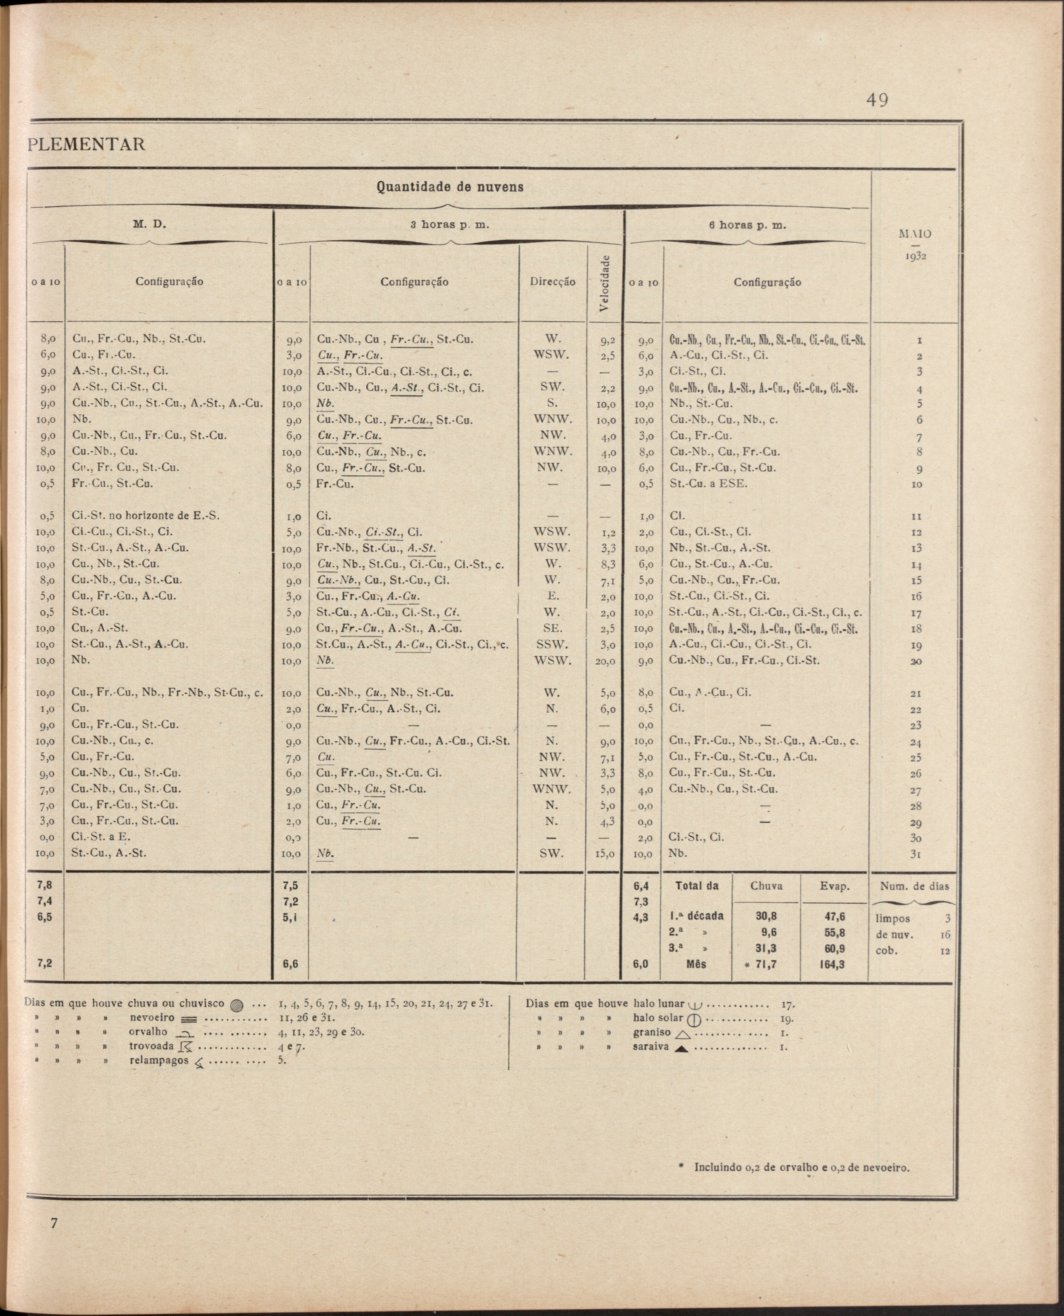 49
PLEMENTAR
Quantidade de nuvens
M. D. 3 horas p. m. 6 horas p. m. MAIO
1932
0 a 10 Configuração 0 a 10 Configuração Direcção Velocidade 0 a 10 Configuração
8,0 Cu., Fr.-Cu., Nb., St.-Cu. 9,0 Cu.-Nb., Cu., Fr.-Cu., St.-Cu. W. 9,2 9,0 Cu.-Nb., Cu., Fr.-Cu., Nb., St.-Cu., Ci.-Cu., Ci.-St. 1
6,0 Cu., Fr.-Cu. 3,0 Cu., Fr.-Cu. WSW. 2,5 6,0 A.-Cu., Ci.-St., Ci. 2
9,0 A.-St., Ci.-St., Ci. 10,0 A.-St., Ci.-Cu., Ci.-St., Ci., c. — — 3,0 Ci.-St., Ci. 3
9,0 A.-St., Ci.-St., Ci. 10,0 Cu.-Nb., Cu., A.-St., Ci.-St., Ci. SW. 2,2 9,0 Cu.-Nb., Cu., A.-St., A.-Cu., Ci.-Cu., Ci.-St. 4
9,0 Cu.-Nb., Cu., St.-Cu., A.-St., A.-Cu. 10,0 Nb. S. 10,0 10,0 Nb., St.-Cu. 5
10,0 Nb. 9,0 Cu.-Nb., Cu., Fr.-Cu., St.-Cu. WNW. 10,0 10,0 Cu.-Nb., Cu., Nb., c. 6
9,0 Cu.-Nb., Cu., Fr.-Cu., St.-Cu. 6,0 Cu., Fr.-Cu. NW. 4,0 3,0 Cu., Fr.-Cu. 7
8,0 Cu.-Nb., Cu. 10,0 Cu.-Nb., Cu., Nb., c. WNW. 4,0 8,0 Cu.-Nb., Cu., Fr.-Cu. 8
10,0 Cu., Fr. Cu., St.-Cu. 8,0 Cu., Fr.-Cu., St.-Cu. NW. 10,0 6,0 Cu., Fr.-Cu., St.-Cu. 9
0,5 Fr.-Cu., St.-Cu. 0,5 Fr.-Cu. — — 0,5 St.-Cu. a ESE. 10
0,5 Ci.-St. no horizonte de E.-S. 1,0 Ci. — — 1,0 Ci. 11
10,0 Ci.-Cu., Ci.-St., Ci. 5,0 Cu.-Nb., Ci.-St., Ci. WSW. 1,2 2,0 Cu., Ci.-St., Ci. 12
10,0 St.-Cu., A.-St., A.-Cu. 10,0 Fr.-Nb., St.-Cu., A.-St. WSW. 3,3 10,0 Nb., St.-Cu., A.-St. 13
10,0 Cu., Nb., St.-Cu. 10,0 Cu., Nb., St.Cu., Ci.-Cu., Ci.-St., c. W. 8,3 6,0 Cu., St.-Cu., A.-Cu. 14
8,0 Cu.-Nb., Cu., St.-Cu. 9,0 Cu.-Nb., Cu., St.-Cu., Ci. W. 7,1 5,0 Cu.-Nb., Cu., Fr.-Cu. 15
5,0 Cu., Fr.-Cu., A.-Cu. 3,0 Cu., Fr.-Cu., A.-Cu. E. 2,0 10,0 St.-Cu., Ci.-St., Ci. 16
0,5 St.-Cu. 5,0 St.-Cu., A.-Cu., Ci.-St., Ci. W. 2,0 10,0 St.-Cu., A.-St., Ci.-Cu., Ci.-St., Ci., c. 17
10,0 Cu., A.-St. 9,0 Cu., Fr.-Cu., A.-St., A.-Cu. SE. 2,5 10,0 Cu.-Nb., Cu., A.-St., A.-Cu., Ci.-Cu., Ci.-St. 18
10,0 St.-Cu., A.-St., A.-Cu. 10,0 St.Cu., A.-St., A.-Cu., Ci.-St., Ci., c. SSW. 3,0 10,0 A.-Cu., Ci.-Cu., Ci.-St., Ci. 19
10,0 Nb. 10,0 Nb. WSW. 20,0 9,0 Cu.-Nb., Cu., Fr.-Cu., Ci.-St. 20
10,0 Cu., Fr.-Cu., Nb., Fr.-Nb., St-Cu., c. 10,0 Cu.-Nb., Cu., Nb., St.-Cu. W. 5,0 8,0 Cu., A.-Cu., Ci. 21
1,0 Cu. 2,0 Cu., Fr.-Cu., A.-St., Ci. N. 6,0 0,5 Ci. 22
9,0 Cu., Fr.-Cu., St.-Cu. 0,0 — — — 0,0 — 23
10,0 Cu.-Nb., Cu., c. 9,0 Cu.-Nb., Cu., Fr.-Cu., A.-Cu., Ci.-St. N. 9,0 10,0 Cu., Fr.-Cu., Nb., St.-Cu., A.-Cu., c. 24
5,0 Cu., Fr.-Cu. 7,0 Cu. NW. 7,1 5,0 Cu., Fr.-Cu., St.-Cu., A.-Cu. 25
9,0 Cu.-Nb., Cu., St.-Cu. 6,0 Cu., Fr.-Cu., St.-Cu. Ci. NW. 3,3 8,0 Cu., Fr.-Cu., St.-Cu. 26
7,0 Cu.-Nb., Cu., St.-Cu. 9,0 Cu.-Nb., Cu., St.-Cu. WNW. 5,0 4,0 Cu.-Nb., Cu., St.-Cu. 27
7,0 Cu., Fr.-Cu., St.-Cu. 1,0 Cu., Fr.-Cu. N. 5,0 0,0 — 28
3,0 Cu., Fr.-Cu., St.-Cu. 2,0 Cu., Fr.-Cu. N. 4,3 0,0 — 29
0,0 Ci.-St. a E. 0,0 — — — 2,0 Ci.-St., Ci. 30
10,0 St.-Cu., A.-St. 10,0 Nb. SW. 15,0 10,0 Nb. 31
7,8 7,5 6,4 Total da Chuva Evap. Num. de dias
7,4 7,2 7,3
6,5 5,1 4,3 1.ª década 30,8 47,6 limpos 3
2.ª » 9,6 55,8 de nuv. 16
3.ª » 31,3 60,9 cob. 12
7,2 6,6 6,0 Mês * 71,7 164,3
Dias em que houve chuva ou chuvisco ... 1, 4, 5, 6, 7, 8, 9, 14, 15, 20, 21, 24, 27 e 31.
» » » » nevoeiro ............ 11, 26 e 31.
» » » » orvalho ............ 4, 11, 23, 29 e 30.
» » » » trovoada ............. 4 e 7.
» » » » relampagos .......... 5.
Dias em que houve halo lunar ............ 17.
» » » » halo solar ............ 19.
» » » » graniso .............. 1.
» » » » saraiva .............. 1.
* Incluindo 0,2 de orvalho e 0,2 de nevoeiro.
7